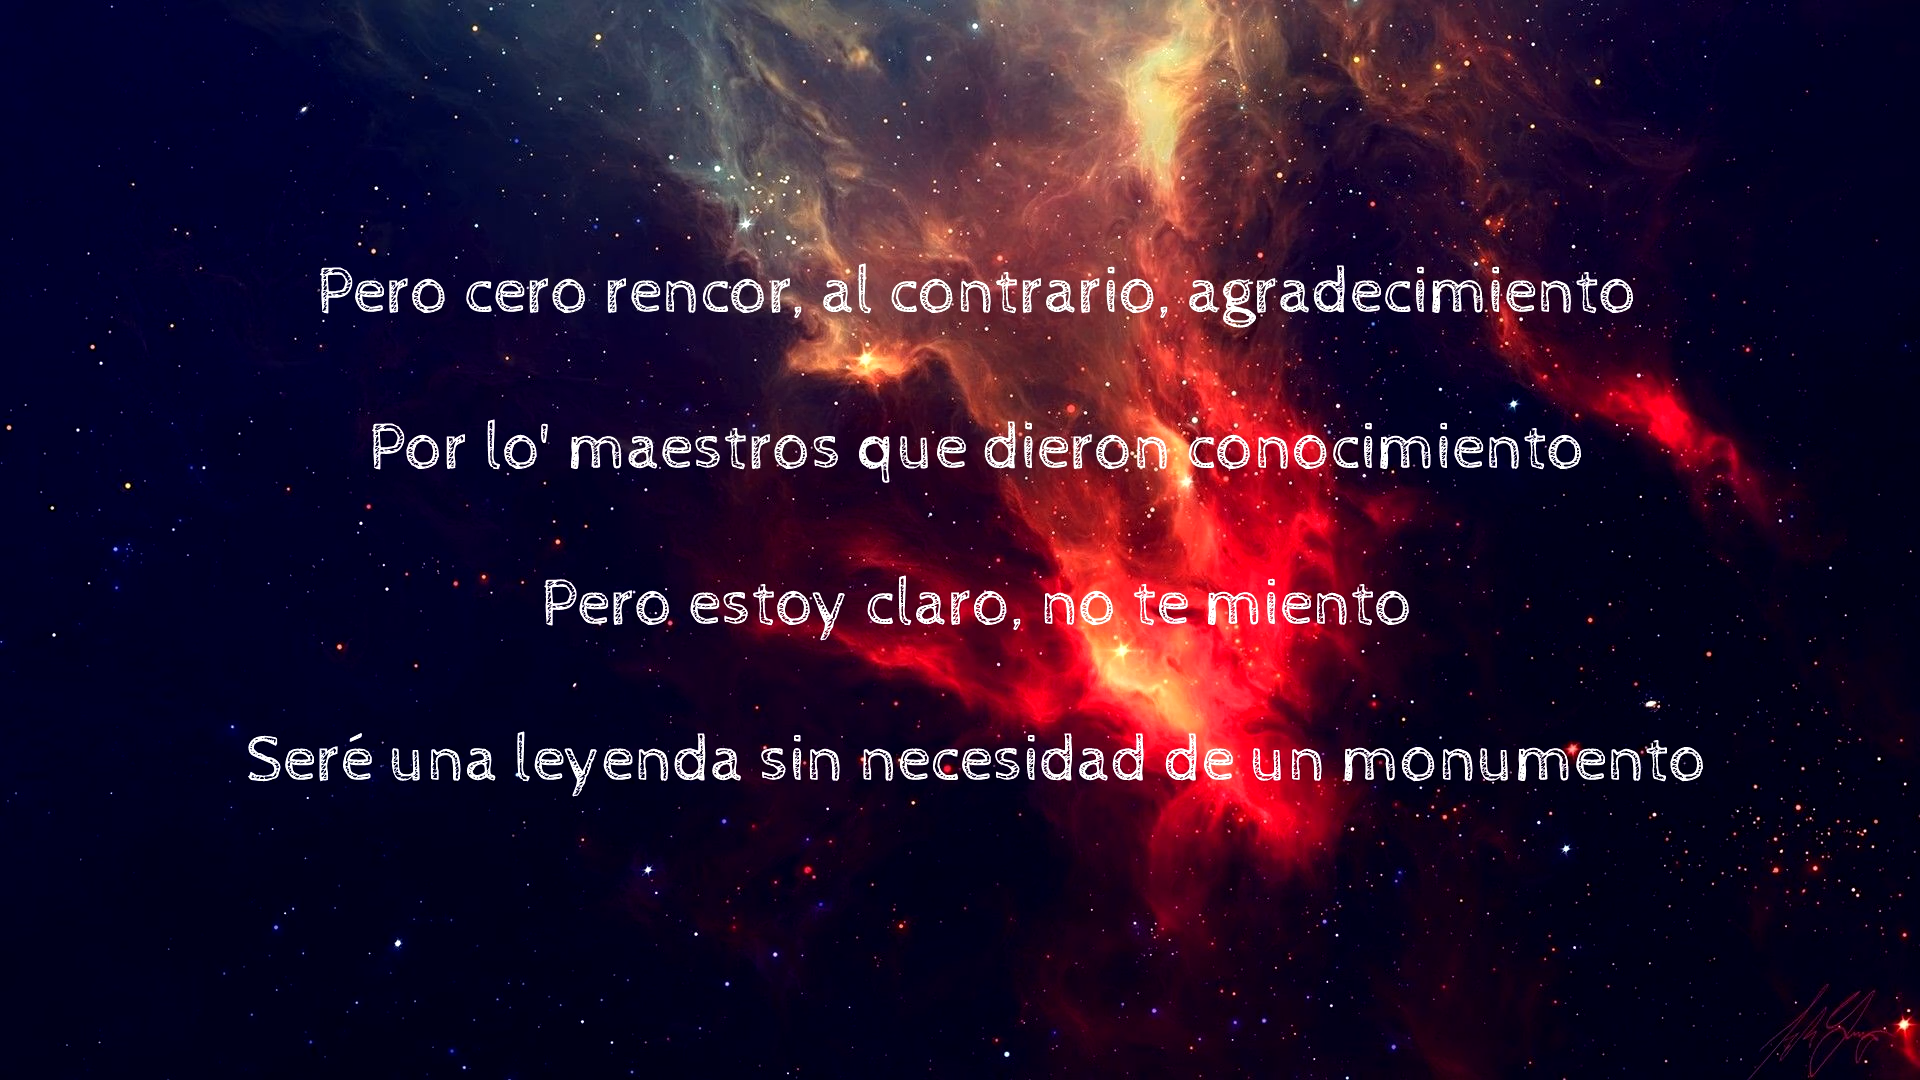 Pero cero rencor, al contrario, agradecimiento
Por lo' maestros que dieron conocimiento
Pero estoy claro, no te miento
Seré una leyenda sin necesidad de un monumento